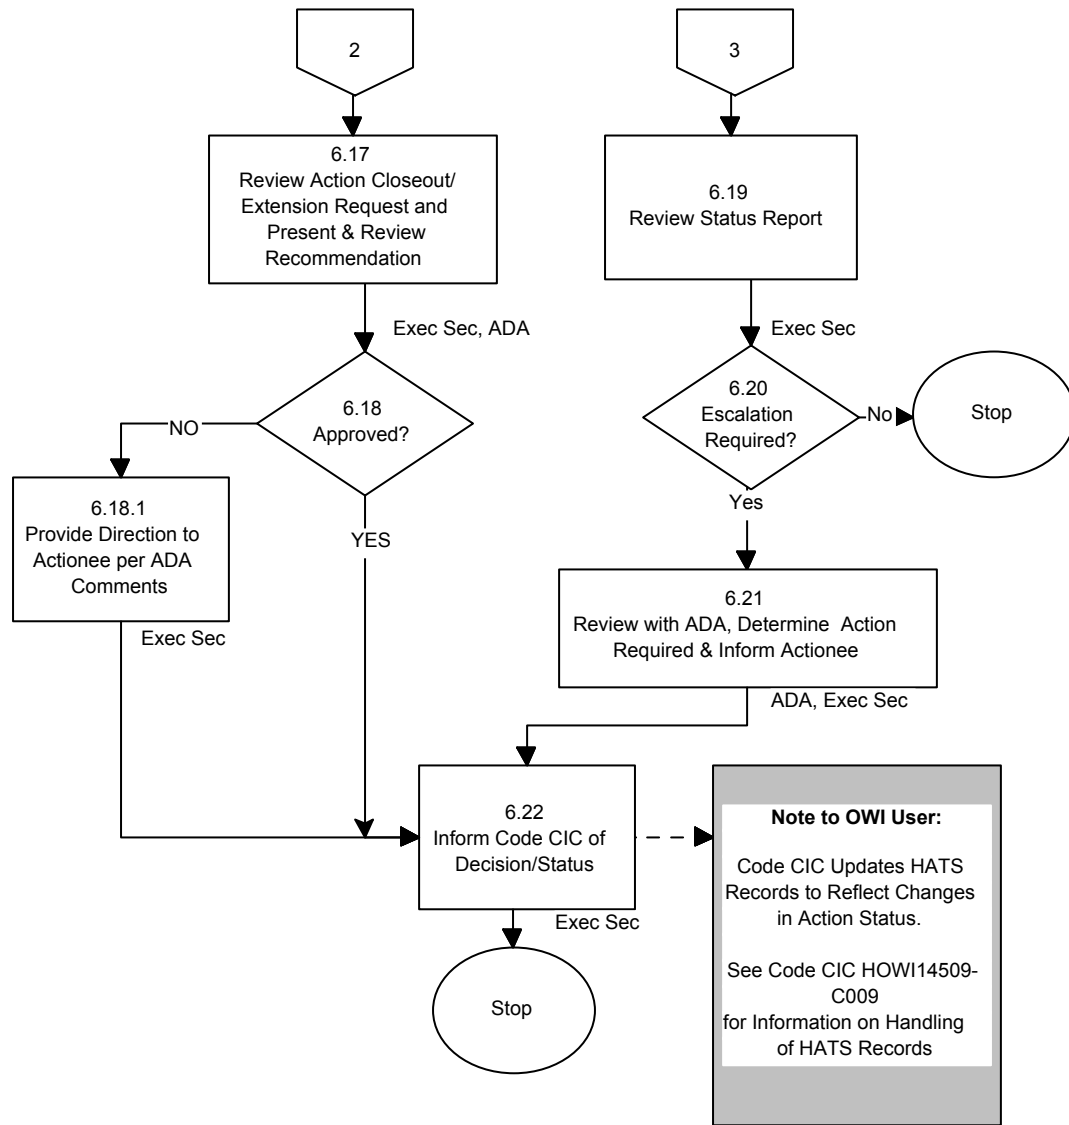 2
3
6.17
Review Action Closeout/
Extension Request and
Present & Review
Recommendation
6.19
Review Status Report
Exec Sec, ADA
Exec Sec
6.18
Approved?
6.20
Escalation
Required?
No
Stop
NO
Yes
6.18.1
Provide Direction to
Actionee per ADA
Comments
YES
Exec Sec
6.21
Review with ADA, Determine Action
Required & Inform Actionee
ADA, Exec Sec
6.22
Inform Code CIC of
Decision/Status
Exec Sec
Stop
Note to OWI User:
Code CIC Updates HATS
Records to Reflect Changes
in Action Status.
See Code CIC HOWI14509-
C009
for Information on Handling
of HATS Records